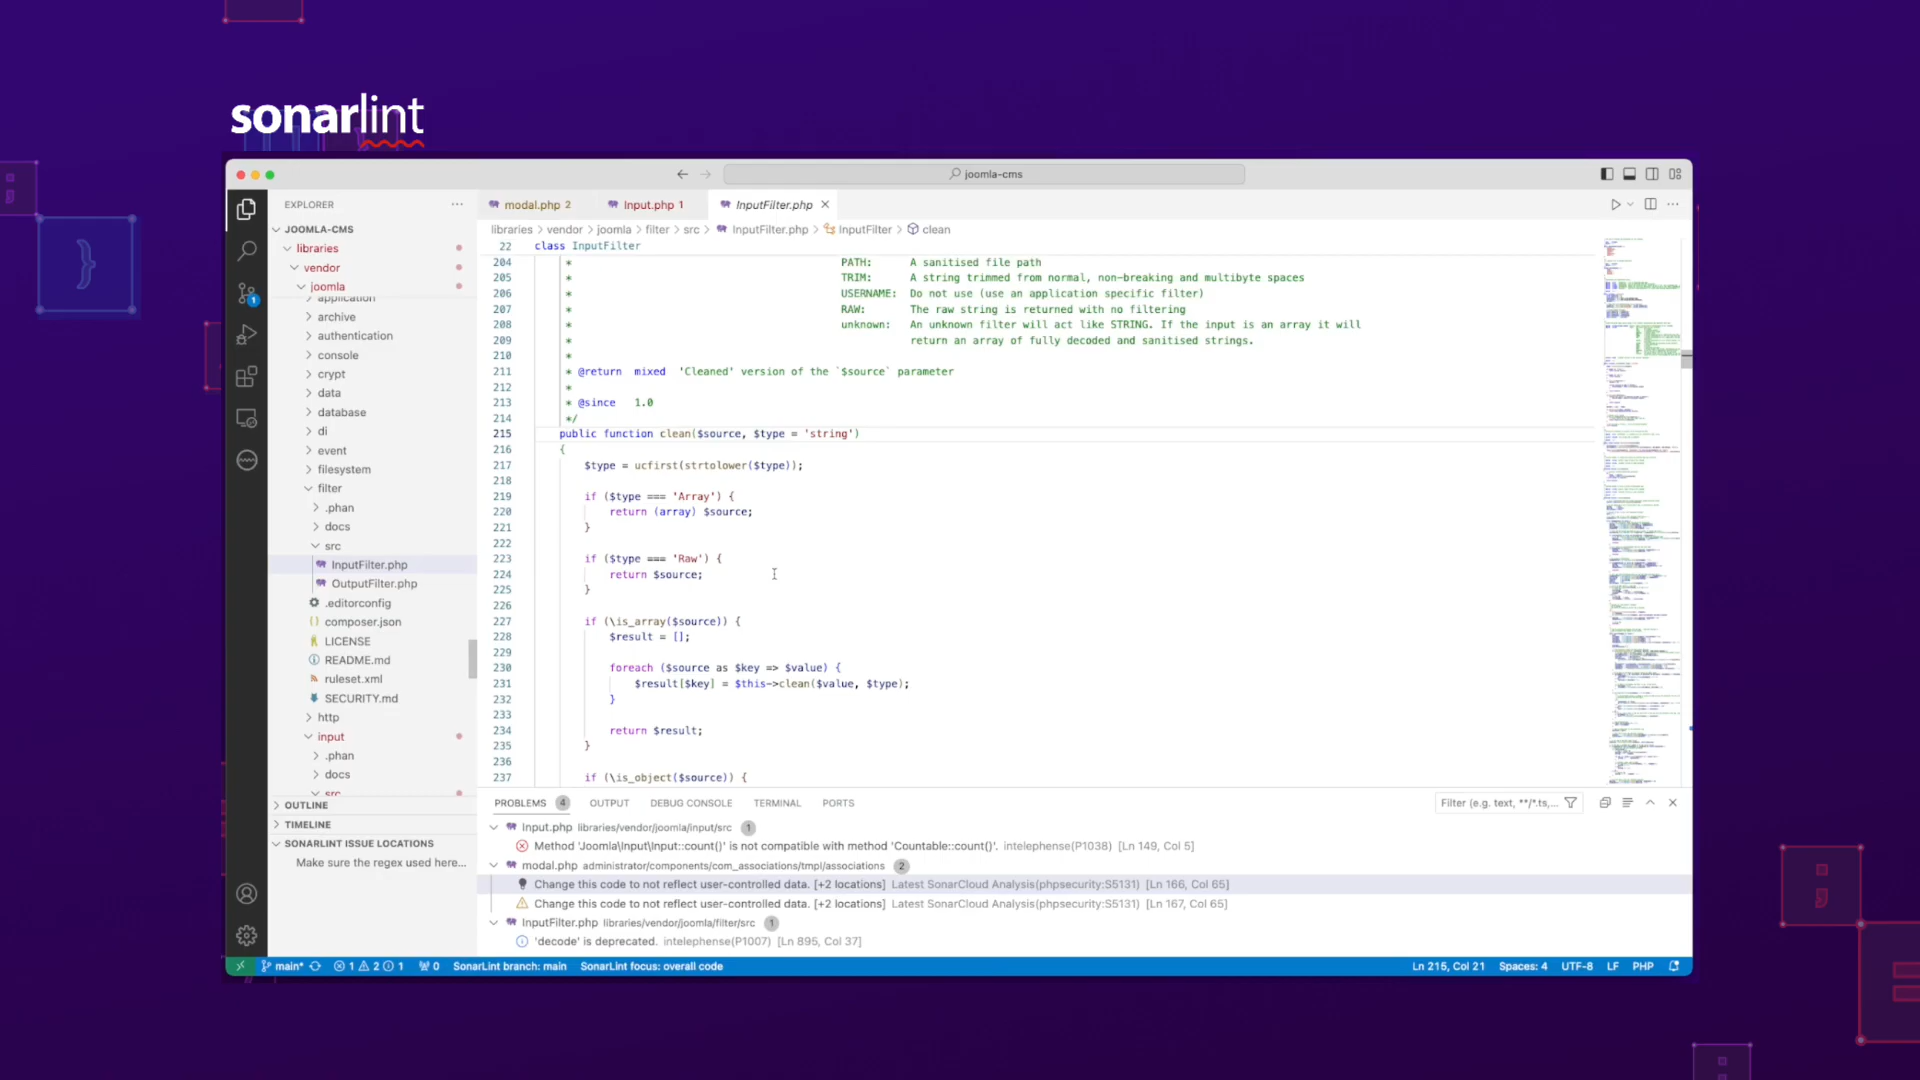 sonarlint
joomla-cms
EXPLORER
modal.php 2
Input.php 1
InputFilter.php
JOOMLA-CMS
libraries
vendor
joomla
application
archive
authentication
console
crypt
data
database
di
event
filesystem
filter
.phan
docs
src
InputFilter.php
OutputFilter.php
.editorconfig
composer.json
LICENSE
README.md
ruleset.xml
SECURITY.md
http
input
.phan
docs
src
OUTLINE
TIMELINE
SONARLINT ISSUE LOCATIONS
Make sure the regex used here...
libraries > vendor > joomla > filter > src > InputFilter.php > InputFilter > clean
22 class InputFilter
204 * PATH: A sanitised file path
205 * TRIM: A string trimmed from normal, non-breaking and multibyte spaces
206 * USERNAME: Do not use (use an application specific filter)
207 * RAW: The raw string is returned with no filtering
208 * unknown: An unknown filter will act like STRING. If the input is an array it will
209 * return an array of fully decoded and sanitised strings.
210 *
211 * @return mixed 'Cleaned' version of the `$source` parameter
212 *
213 * @since 1.0
214 */
215 public function clean($source, $type = 'string')
216 {
217 $type = ucfirst(strtolower($type));
218
219 if ($type === 'Array') {
220 return (array) $source;
221 }
222
223 if ($type === 'Raw') {
224 return $source;
225 }
226
227 if (\is_array($source)) {
228 $result = [];
229
230 foreach ($source as $key => $value) {
231 $result[$key] = $this->clean($value, $type);
232 }
233
234 return $result;
235 }
236
237 if (\is_object($source)) {
PROBLEMS 4 OUTPUT DEBUG CONSOLE TERMINAL PORTS
Filter (e.g. text, **/*.ts,...
Input.php libraries/vendor/joomla/input/src 1
Method 'Joomla\Input\Input::count()' is not compatible with method 'Countable::count()'. intelephense(P1038) [Ln 149, Col 5]
modal.php administrator/components/com_associations/tmpl/associations 2
Change this code to not reflect user-controlled data. [+2 locations] Latest SonarCloud Analysis(phpsecurity:S5131) [Ln 166, Col 65]
Change this code to not reflect user-controlled data. [+2 locations] Latest SonarCloud Analysis(phpsecurity:S5131) [Ln 167, Col 65]
InputFilter.php libraries/vendor/joomla/filter/src 1
'decode' is deprecated. intelephense(P1007) [Ln 895, Col 37]
main* 1 2 1 0 SonarLint branch: main SonarLint focus: overall code
Ln 215, Col 21 Spaces: 4 UTF-8 LF PHP